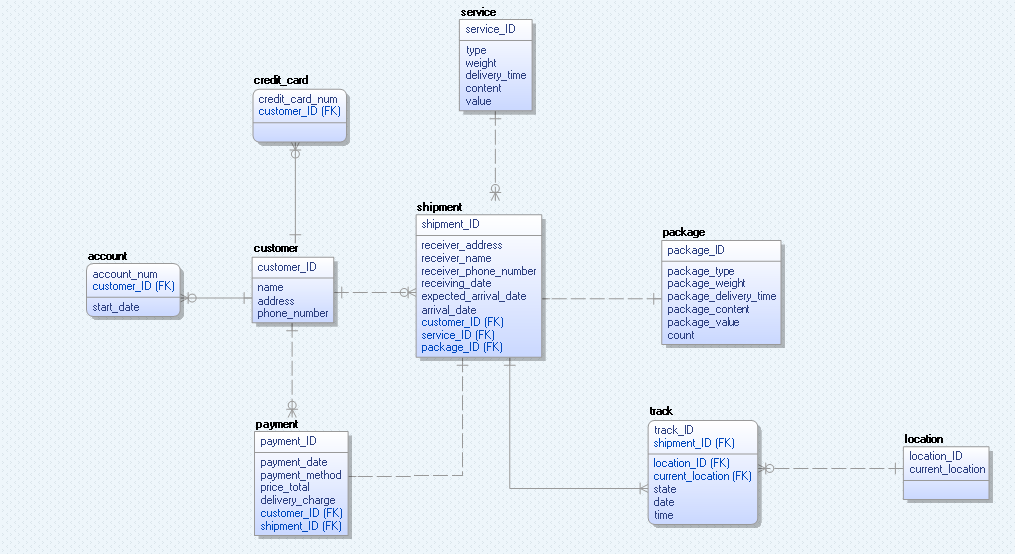 service
service_ID
type
weight
delivery_time
content
value
credit_card
credit_card_num
customer_ID (FK)
shipment
shipment_ID
receiver_address
receiver_name
receiver_phone_number
receiving_date
expected_arrival_date
arrival_date
customer_ID (FK)
service_ID (FK)
package_ID (FK)
package
package_ID
package_type
package_weight
package_delivery_time
package_content
package_value
count
account
account_num
customer_ID (FK)
start_date
customer
customer_ID
name
address
phone_number
payment
payment_ID
payment_date
payment_method
price_total
delivery_charge
customer_ID (FK)
shipment_ID (FK)
track
track_ID
shipment_ID (FK)
location_ID (FK)
current_location (FK)
state
date
time
location
location_ID
current_location